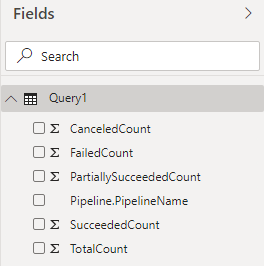 Fields
Search
Query1
CanceledCount
FailedCount
PartiallySucceededCount
Pipeline.PipelineName
SucceededCount
TotalCount